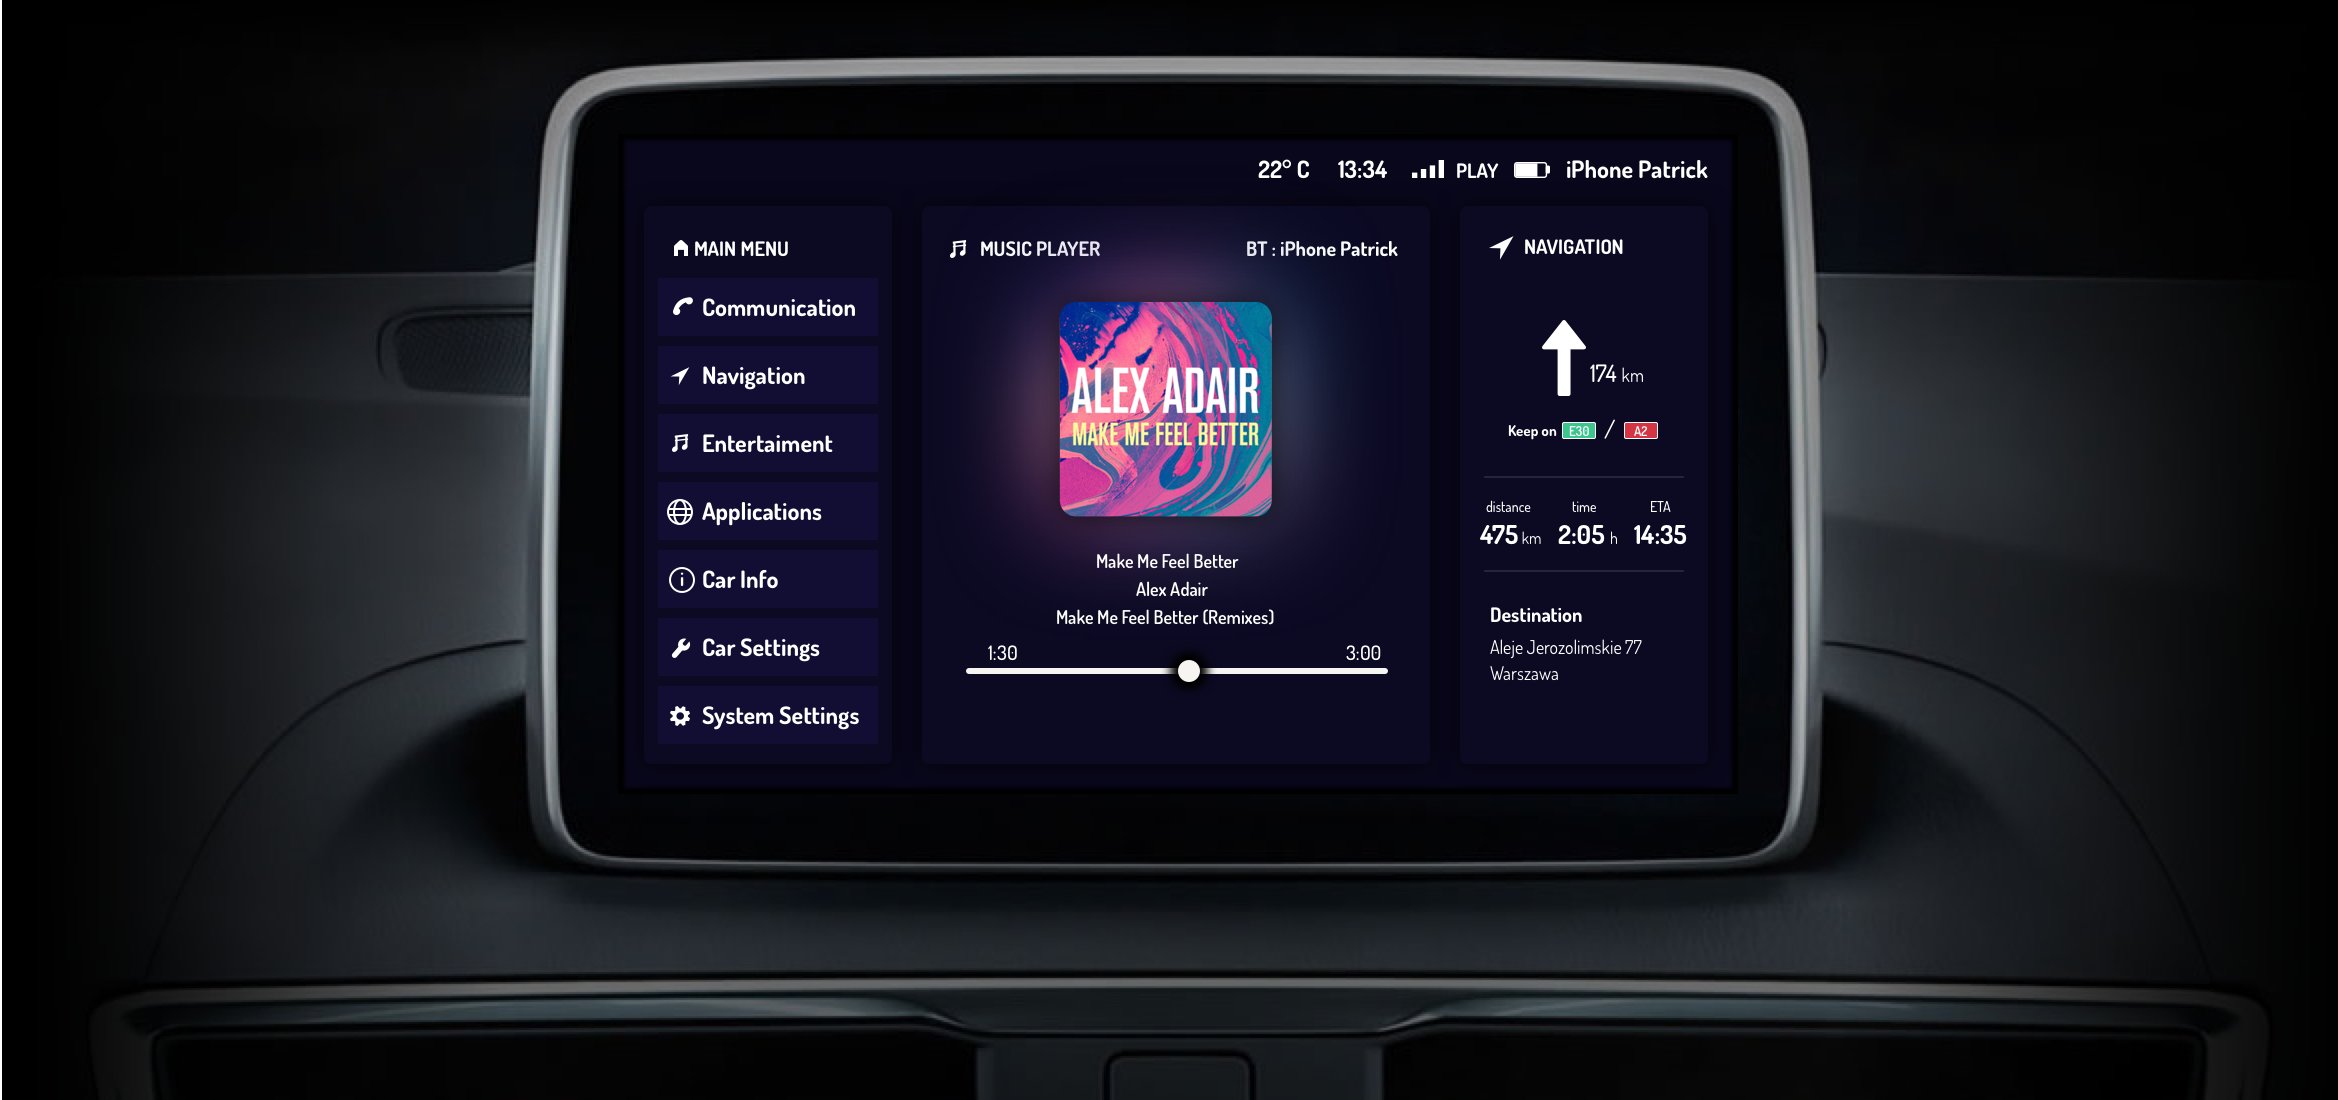 22° C 13:34 PLAY iPhone Patrick
MAIN MENU
Communication
Navigation
Entertaiment
Applications
Car Info
Car Settings
System Settings
MUSIC PLAYER BT : iPhone Patrick
ALEX ADAIR
MAKE ME FEEL BETTER
Make Me Feel Better
Alex Adair
Make Me Feel Better (Remixes)
1:30 3:00
NAVIGATION
174 km
Keep on E30 / A2
distance time ETA
475 km 2:05 h 14:35
Destination
Aleje Jerozolimskie 77
Warszawa